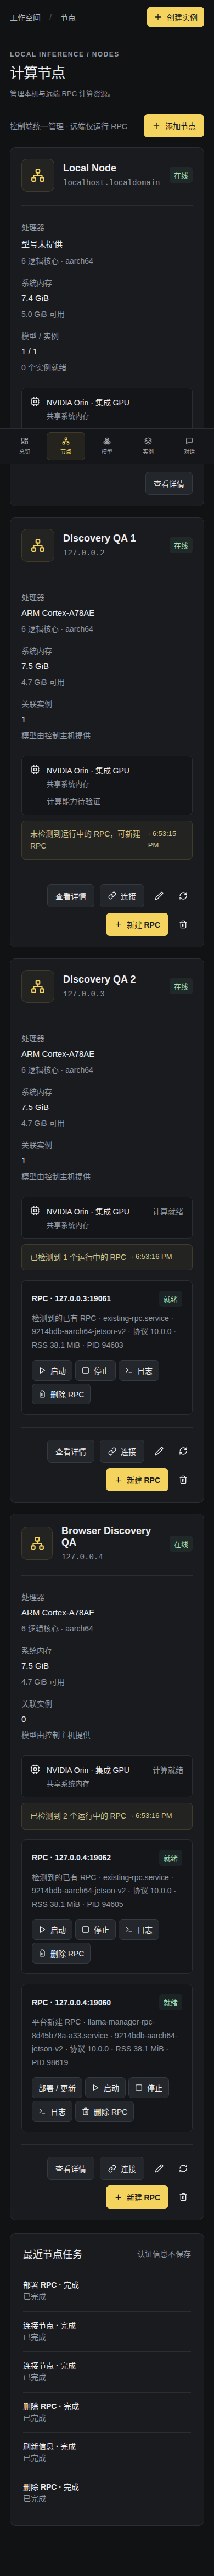 工作空间 / 节点
创建实例
LOCAL INFERENCE / NODES
计算节点
管理本机与远端 RPC 计算资源。
控制端统一管理 · 远端仅运行 RPC
添加节点
Local Node
localhost.localdomain
在线
处理器
型号未提供
6 逻辑核心 · aarch64
系统内存
7.4 GiB
5.0 GiB 可用
模型 / 实例
1 / 1
0 个实例就绪
NVIDIA Orin · 集成 GPU
共享系统内存
总览
节点
模型
实例
对话
查看详情
Discovery QA 1
127.0.0.2
在线
处理器
ARM Cortex-A78AE
6 逻辑核心 · aarch64
系统内存
7.5 GiB
4.7 GiB 可用
关联实例
1
模型由控制主机提供
NVIDIA Orin · 集成 GPU
共享系统内存
计算能力待验证
未检测到运行中的 RPC，可新建 RPC
· 6:53:15 PM
查看详情
连接
新建 RPC
Discovery QA 2
127.0.0.3
在线
处理器
ARM Cortex-A78AE
6 逻辑核心 · aarch64
系统内存
7.5 GiB
4.7 GiB 可用
关联实例
1
模型由控制主机提供
NVIDIA Orin · 集成 GPU
计算就绪
共享系统内存
已检测到 1 个运行中的 RPC · 6:53:16 PM
RPC · 127.0.0.3:19061
就绪
检测到的已有 RPC · existing-rpc.service ·
9214bdb-aarch64-jetson-v2 · 协议 10.0.0 ·
RSS 38.1 MiB · PID 94603
启动
停止
日志
删除 RPC
查看详情
连接
新建 RPC
Browser Discovery
QA
127.0.0.4
在线
处理器
ARM Cortex-A78AE
6 逻辑核心 · aarch64
系统内存
7.5 GiB
4.7 GiB 可用
关联实例
0
模型由控制主机提供
NVIDIA Orin · 集成 GPU
计算就绪
共享系统内存
已检测到 2 个运行中的 RPC · 6:53:16 PM
RPC · 127.0.0.4:19062
就绪
检测到的已有 RPC · existing-rpc.service ·
9214bdb-aarch64-jetson-v2 · 协议 10.0.0 ·
RSS 38.1 MiB · PID 94605
启动
停止
日志
删除 RPC
RPC · 127.0.0.4:19060
就绪
平台新建 RPC · llama-manager-rpc-
8d45b78a-a33.service · 9214bdb-aarch64-
jetson-v2 · 协议 10.0.0 · RSS 38.1 MiB ·
PID 98619
部署 / 更新
启动
停止
日志
删除 RPC
查看详情
连接
新建 RPC
最近节点任务
认证信息不保存
部署 RPC · 完成
已完成
连接节点 · 完成
已完成
连接节点 · 完成
已完成
删除 RPC · 完成
已完成
刷新信息 · 完成
已完成
删除 RPC · 完成
已完成